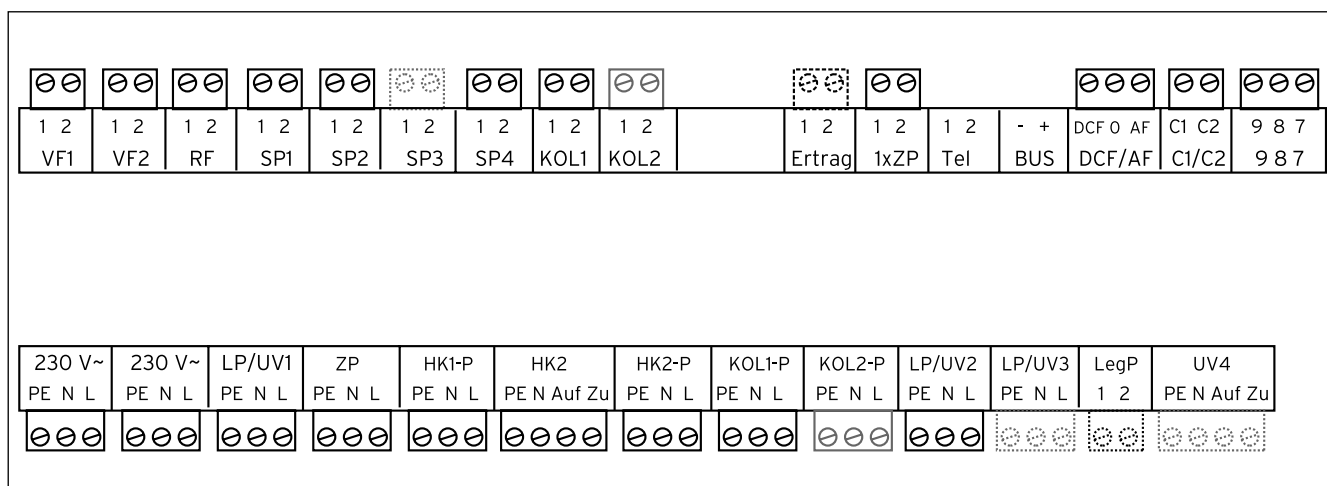 1 2 1 2 1 2 1 2 1 2 1 2 1 2 1 2 1 2 1 2 1 2 1 2 - + DCF O AF C1 C2 9 8 7
VF1 VF2 RF SP1 SP2 SP3 SP4 KOL1 KOL2 Ertrag 1xZP Tel BUS DCF/AF C1/C2 9 8 7
230 V~ 230 V~ LP/UV1 ZP HK1-P HK2 HK2-P KOL1-P KOL2-P LP/UV2 LP/UV3 LegP UV4
PE N L PE N L PE N L PE N L PE N L PE N Auf Zu PE N L PE N L PE N L PE N L PE N L 1 2 PE N Auf Zu